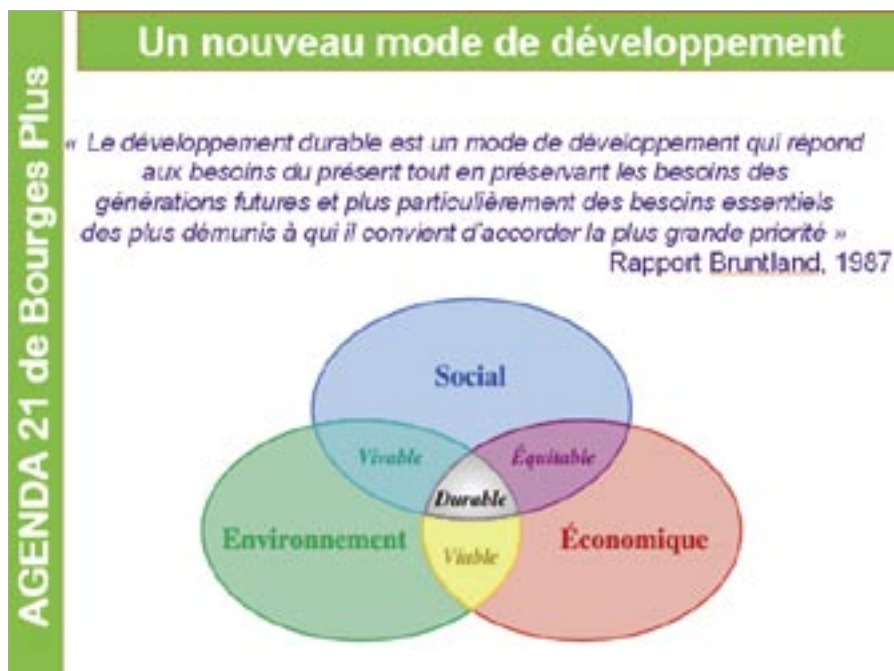 Un nouveau mode de développement
AGENDA 21 de Bourges Plus
« Le développement durable est un mode de développement qui répond
aux besoins du présent tout en préservant les besoins des
générations futures et plus particulièrement des besoins essentiels
des plus démunis à qui il convient d'accorder la plus grande priorité »
Rapport Bruntland, 1987
Social
Vivable
Équitable
Durable
Environnement
Économique
Viable